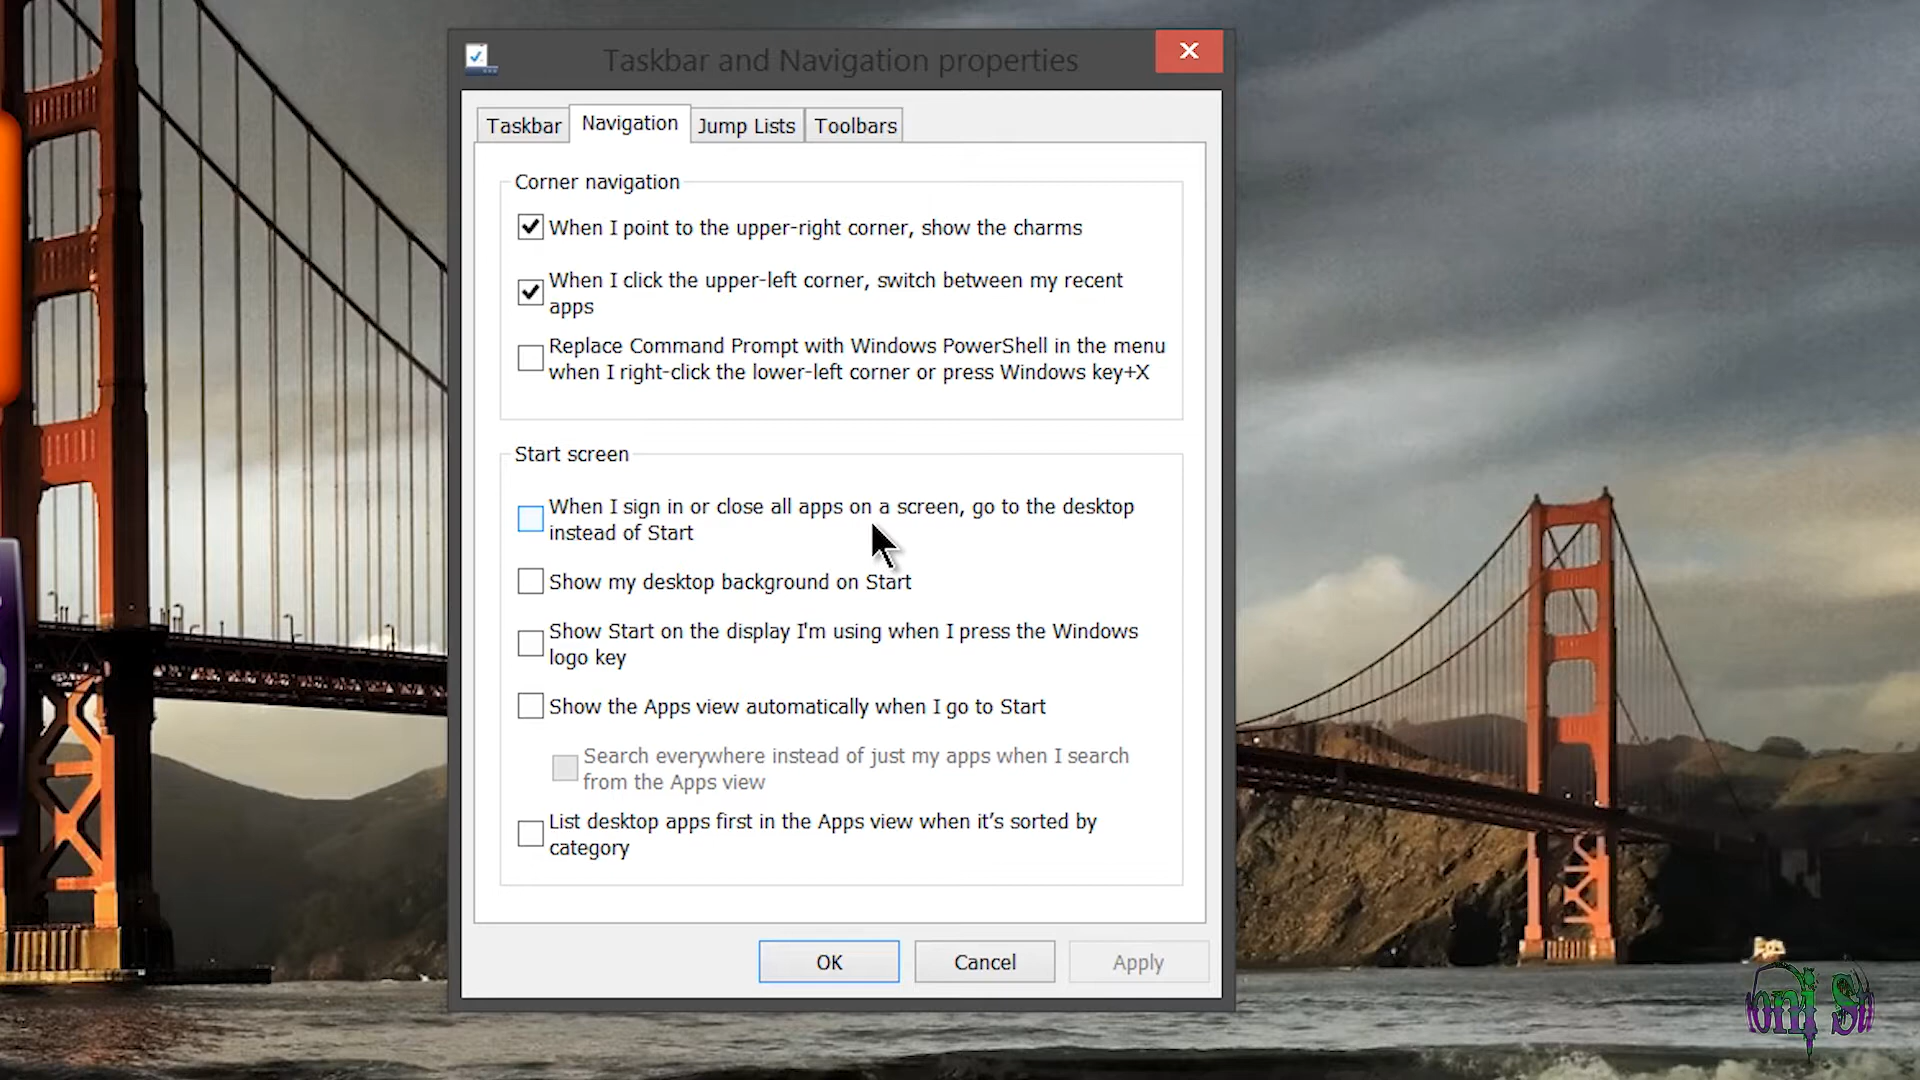 Taskbar and Navigation properties
Taskbar
Navigation
Jump Lists
Toolbars
Corner navigation
When I point to the upper-right corner, show the charms
When I click the upper-left corner, switch between my recent
apps
Replace Command Prompt with Windows PowerShell in the menu
when I right-click the lower-left corner or press Windows key+X
Start screen
When I sign in or close all apps on a screen, go to the desktop
instead of Start
Show my desktop background on Start
Show Start on the display I'm using when I press the Windows
logo key
Show the Apps view automatically when I go to Start
Search everywhere instead of just my apps when I search
from the Apps view
List desktop apps first in the Apps view when it’s sorted by
category
OK
Cancel
Apply